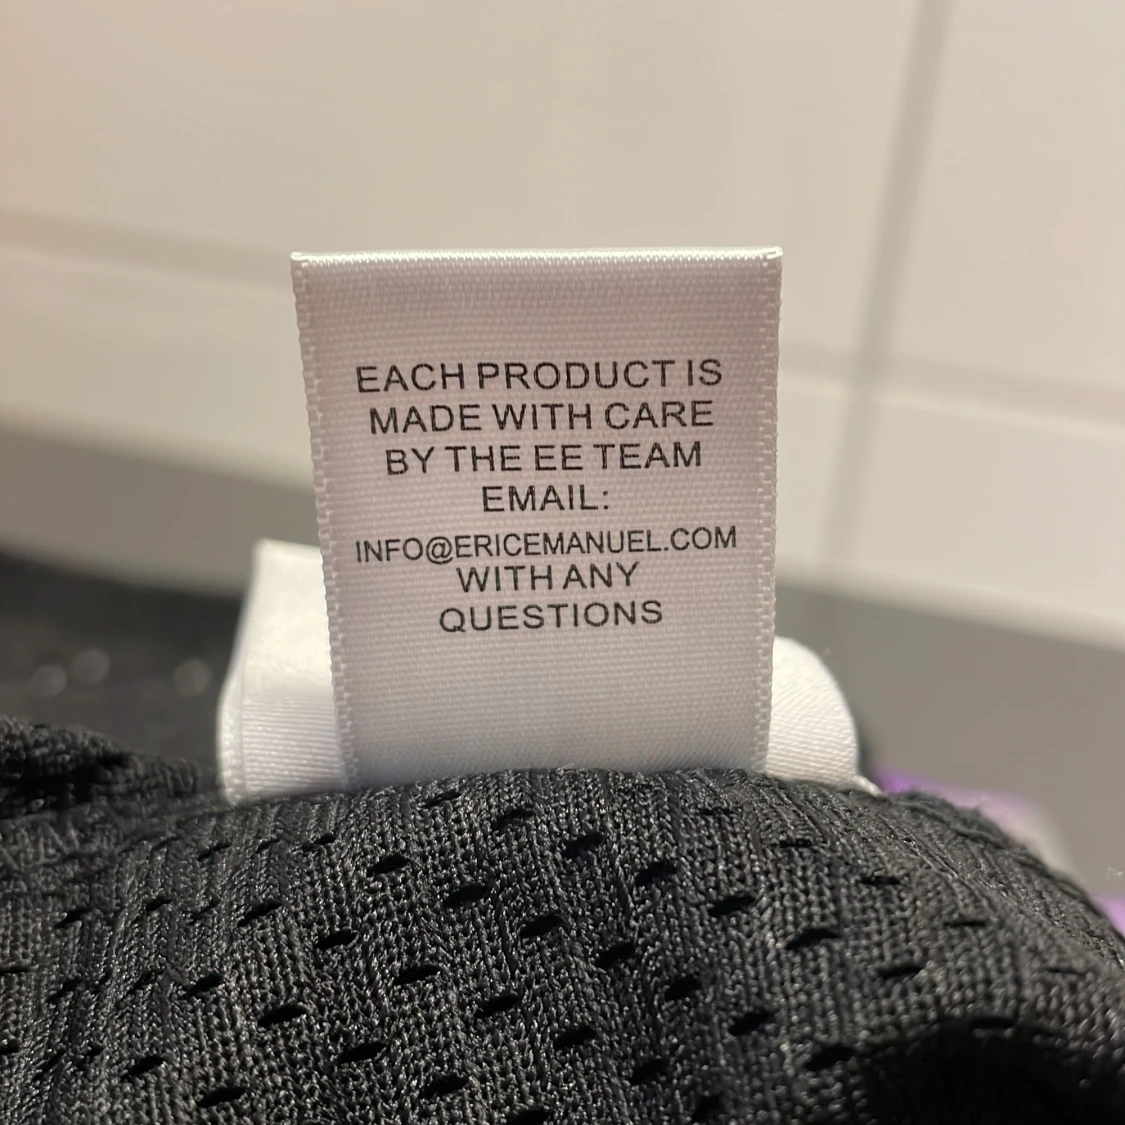 EACH PRODUCT IS
MADE WITH CARE
BY THE EE TEAM
EMAIL:
INFO@ERICEMANUEL.COM
WITH ANY
QUESTIONS